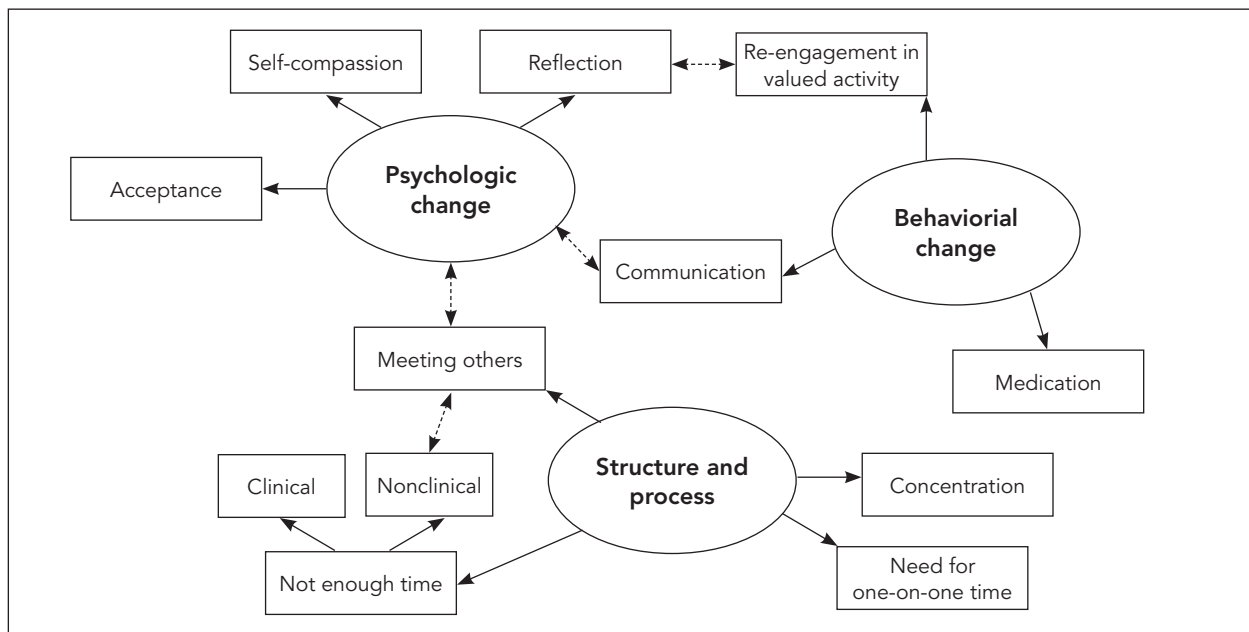 Self-compassion
Reflection
Re-engagement in
valued activity
Acceptance
Psychologic
change
Behaviorial
change
Communication
Meeting others
Medication
Clinical
Nonclinical
Structure and
process
Concentration
Not enough time
Need for
one-on-one time